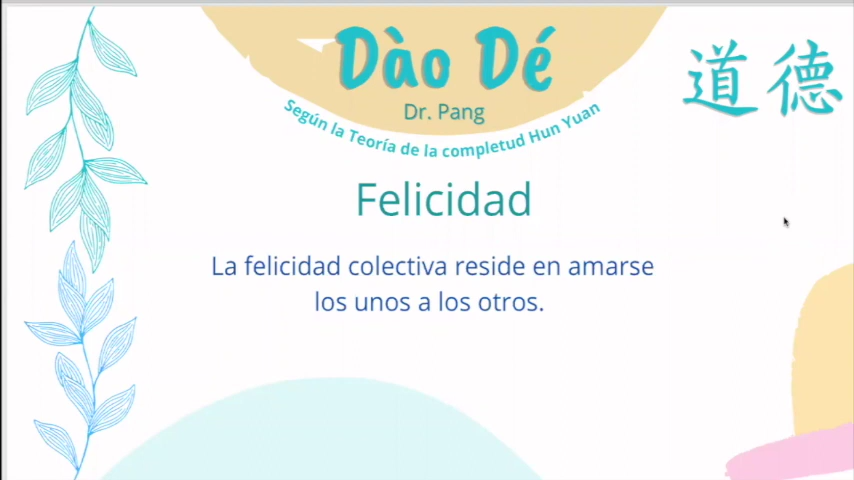 Dào Dé
道德
Dr. Pang
Según la Teoría de la completud Hun Yuan
Felicidad
La felicidad colectiva reside en amarse
los unos a los otros.